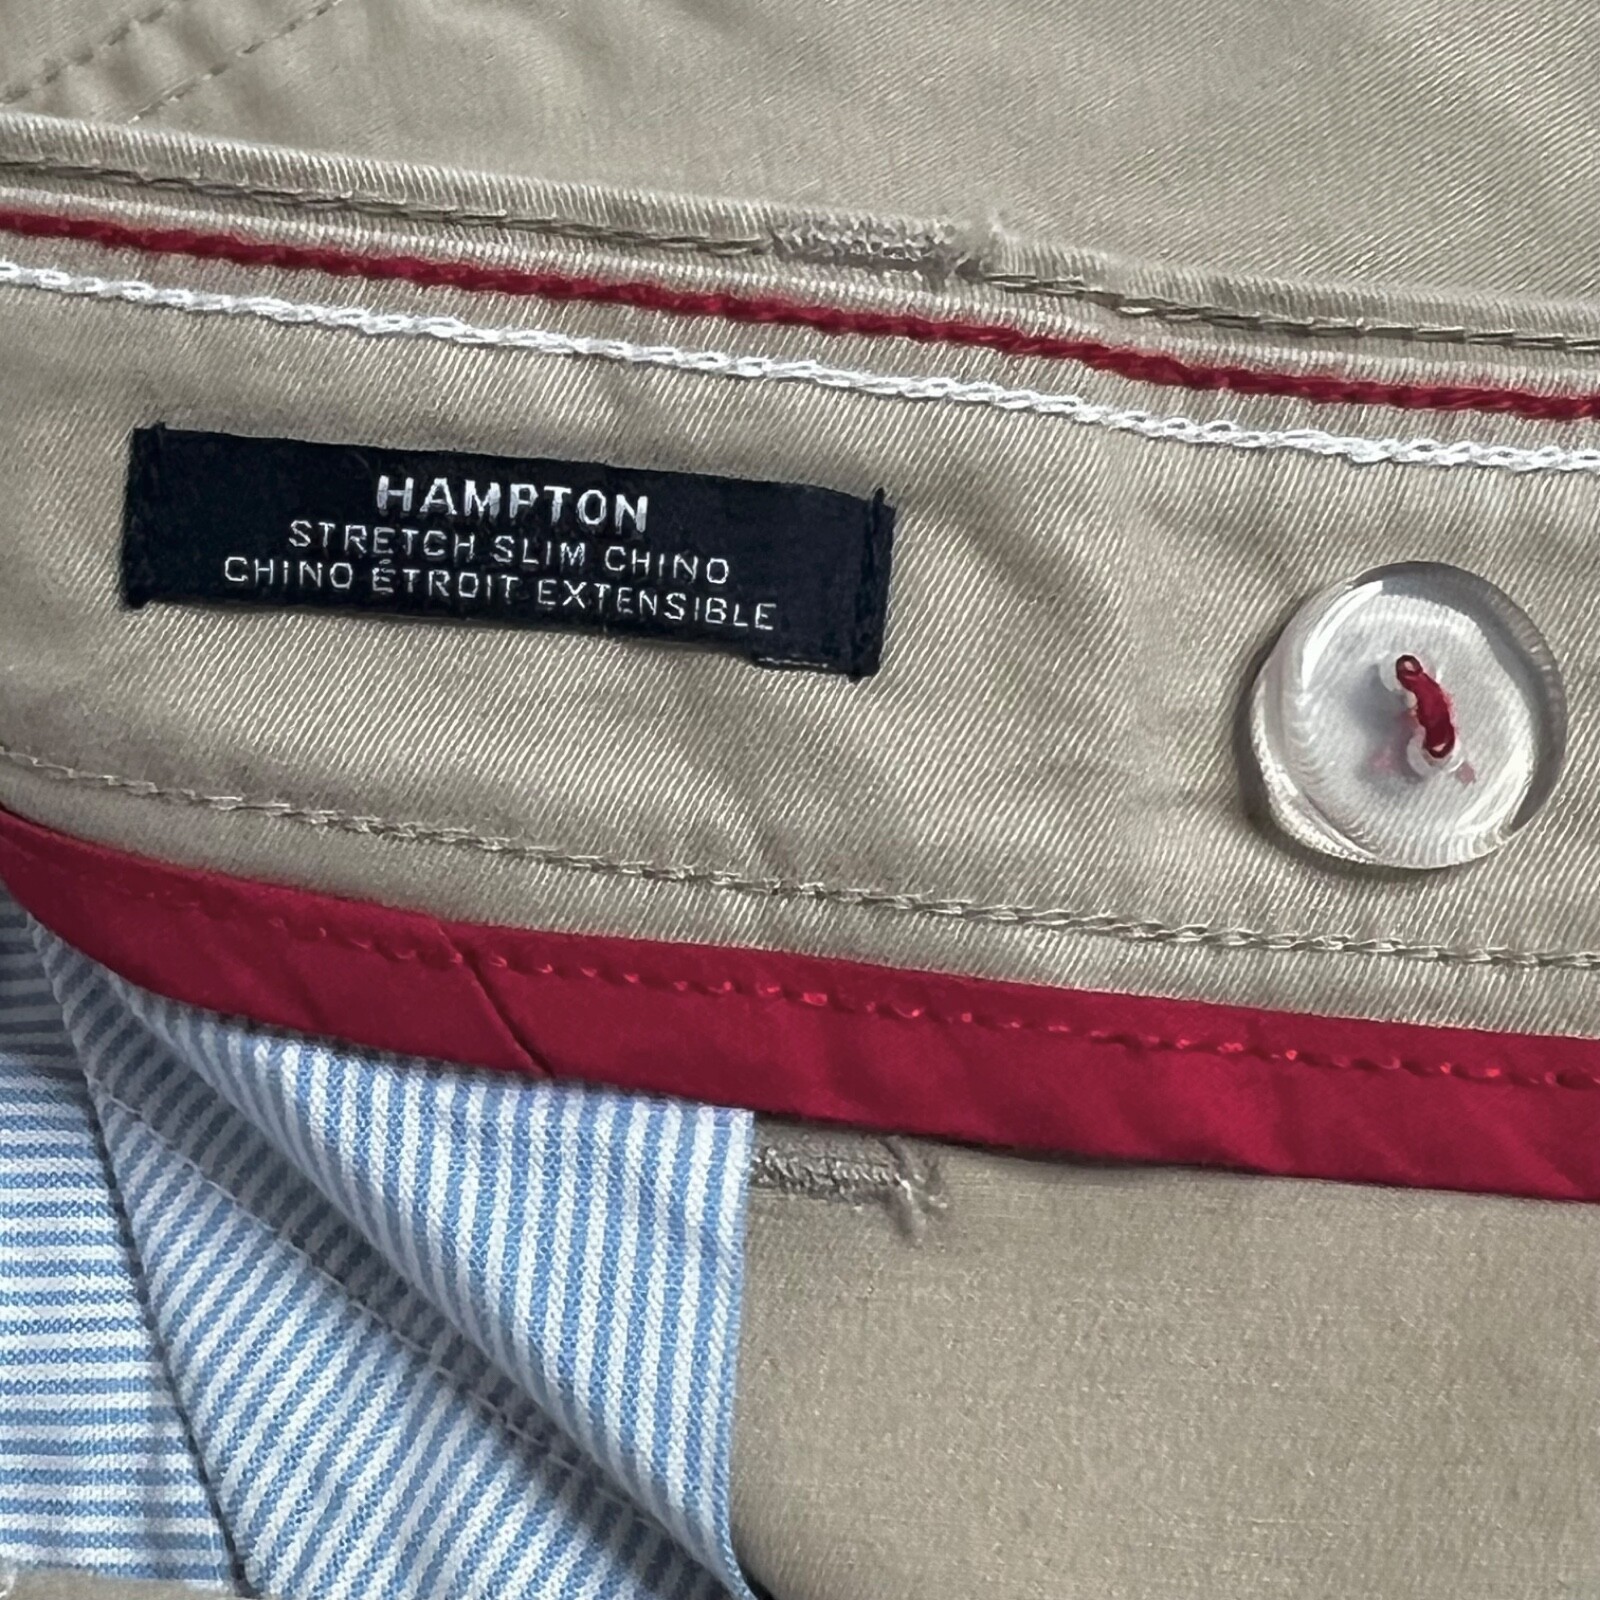 HAMPTON
STRETCH SLIM CHINO
CHINO ÉTROIT EXTENSIBLE